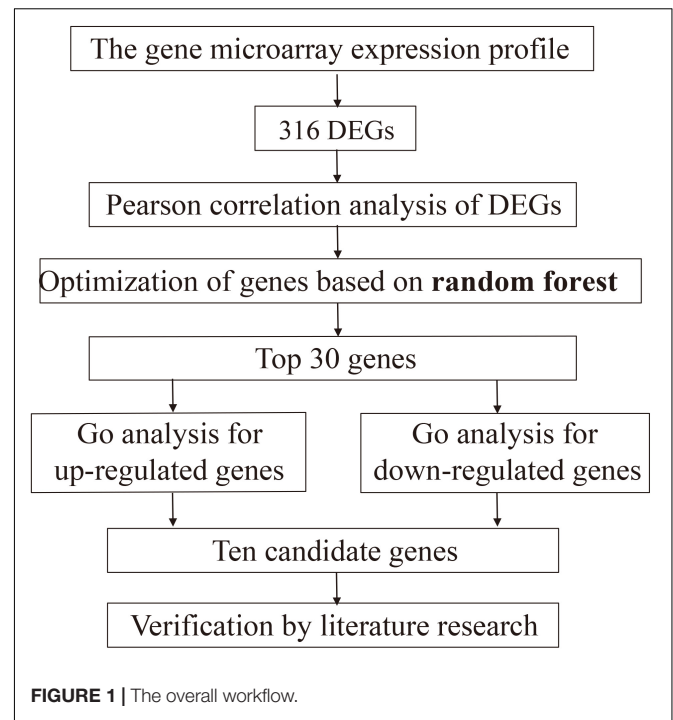 The gene microarray expression profile
316 DEGs
Pearson correlation analysis of DEGs
Optimization of genes based on random forest
Top 30 genes
Go analysis for
up-regulated genes
Go analysis for
down-regulated genes
Ten candidate genes
Verification by literature research
FIGURE 1 | The overall workflow.